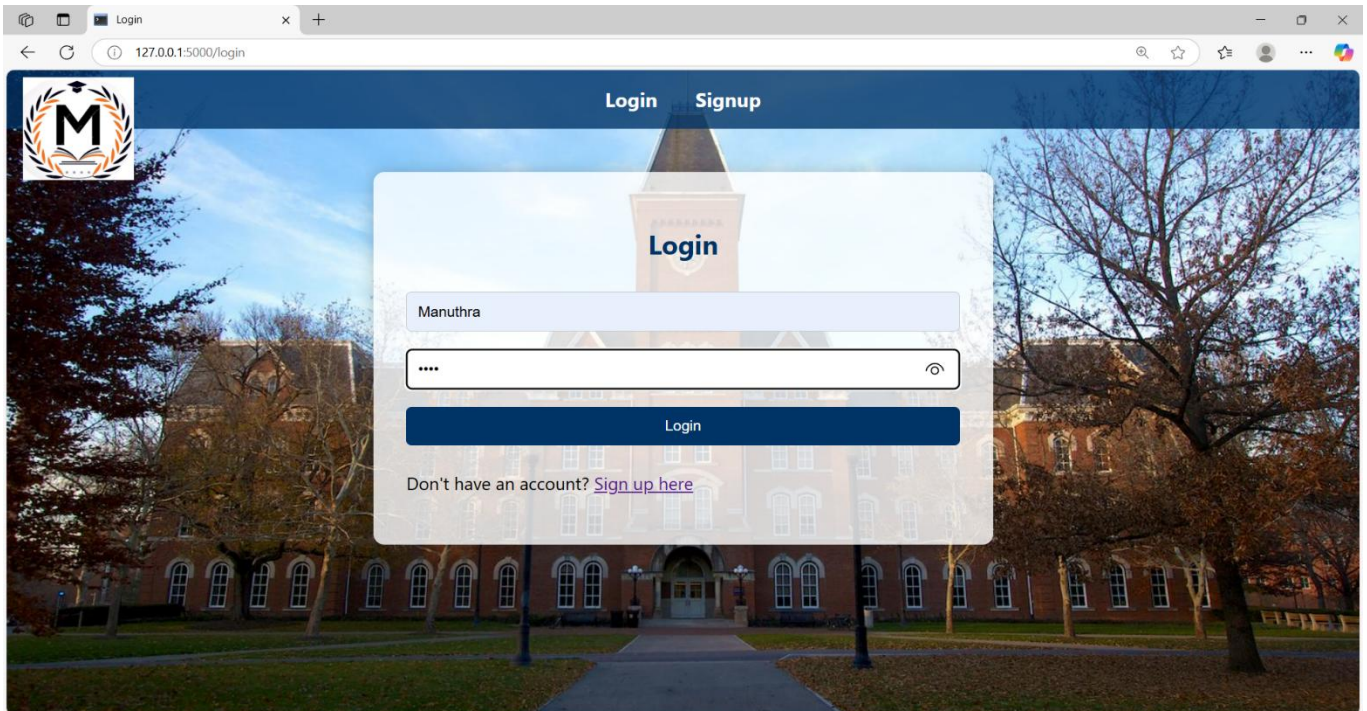 Login
127.0.0.1:5000/login
M
Login Signup
Login
Manuthra
••••
Login
Don't have an account? Sign up here